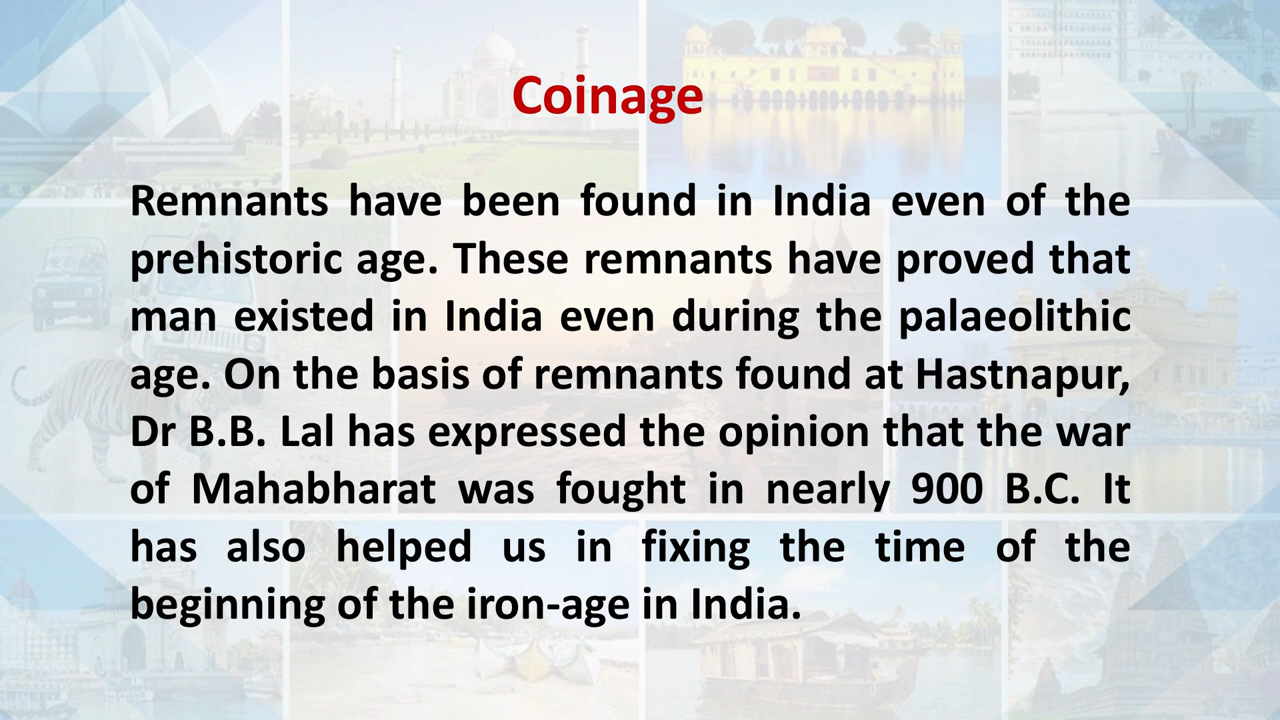 Coinage
Remnants have been found in India even of the
prehistoric age. These remnants have proved that
man existed in India even during the palaeolithic
age. On the basis of remnants found at Hastnapur,
Dr B.B. Lal has expressed the opinion that the war
of Mahabharat was fought in nearly 900 B.C. It
has also helped us in fixing the time of the
beginning of the iron-age in India.